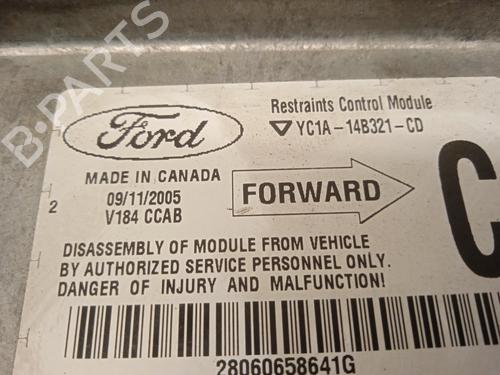 B-PARTS
Ford
Restraints Control Module
YC1A-14B321-CD
MADE IN CANADA
2
09/11/2005
V184 CCAB
FORWARD
C
DISASSEMBLY OF MODULE FROM VEHICLE
BY AUTHORIZED SERVICE PERSONNEL ONLY.
DANGER OF INJURY AND MALFUNCTION!
28060658641G